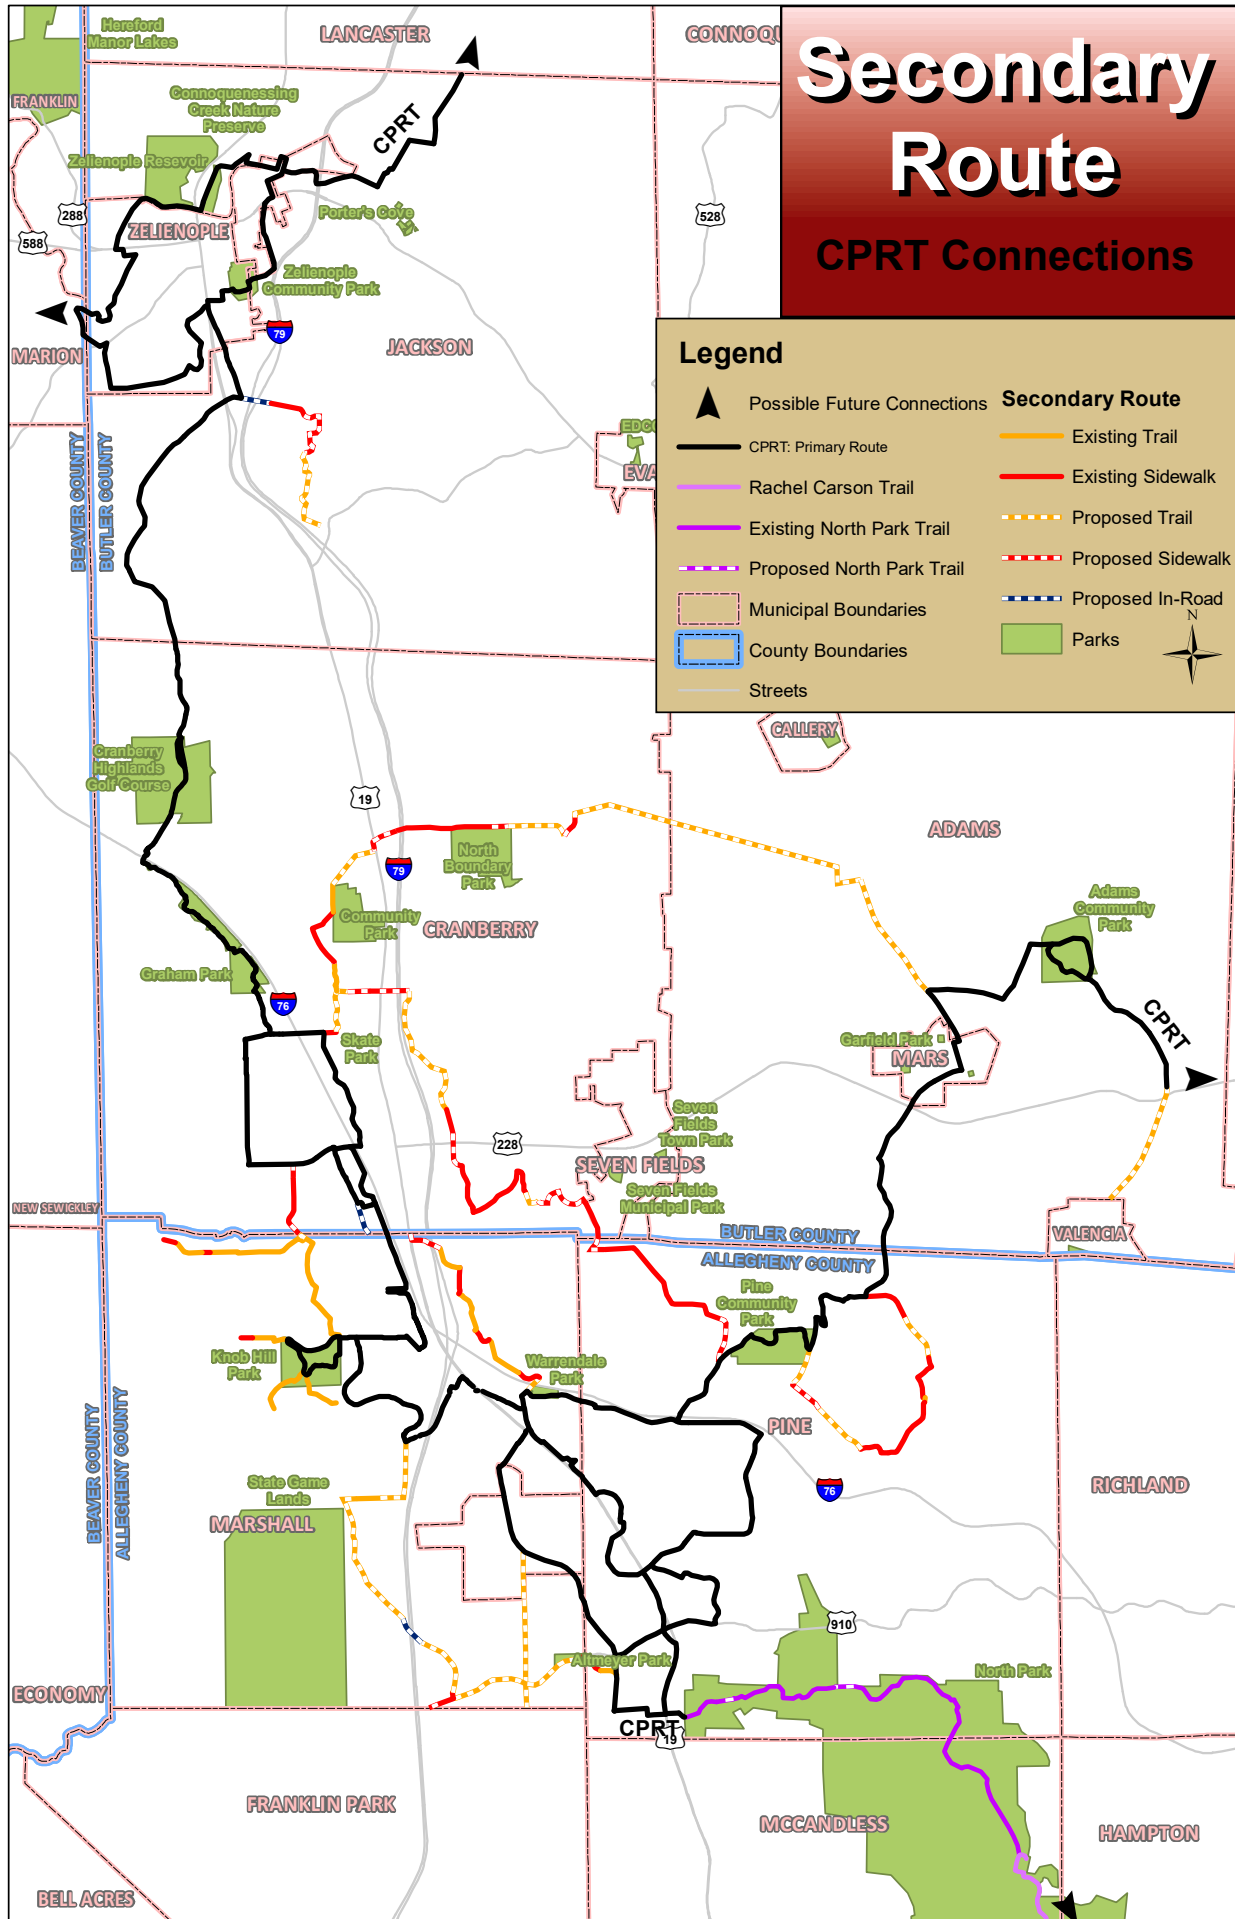 Secondary
Route
CPRT Connections
Legend
Possible Future Connections
CPRT: Primary Route
Rachel Carson Trail
Existing North Park Trail
Proposed North Park Trail
Municipal Boundaries
County Boundaries
Streets
Secondary Route
Existing Trail
Existing Sidewalk
Proposed Trail
Proposed Sidewalk
Proposed In-Road
Parks
N
Hereford
Manor Lakes
LANCASTER
CONNOQU
FRANKLIN
Connoquenessing
Creek Nature
Preserve
CPRT
Zelienople Resevoir
288
588
ZELIENOPLE
Porter's Cove
528
Zelienople
Community Park
79
MARION
JACKSON
EDCO
EVA
BEAVER COUNTY
BUTLER COUNTY
CALLERY
Cranberry
Highlands
Golf Course
19
ADAMS
79
North
Boundary
Park
Community
Park
CRANBERRY
Adams
Community
Park
Graham Park
76
CPRT
Skate
Park
Garfield Park
MARS
Seven
Fields
Town Park
228
SEVEN FIELDS
Seven Fields
Municipal Park
NEW SEWICKLEY
BUTLER COUNTY
ALLEGHENY COUNTY
VALENCIA
Pine
Community
Park
Knob Hill
Park
Warrendale
Park
PINE
BEAVER COUNTY
ALLEGHENY COUNTY
State Game
Lands
76
RICHLAND
MARSHALL
910
Altmeyer Park
North Park
ECONOMY
CPRT
19
FRANKLIN PARK
MCCANDLESS
HAMPTON
BELL ACRES